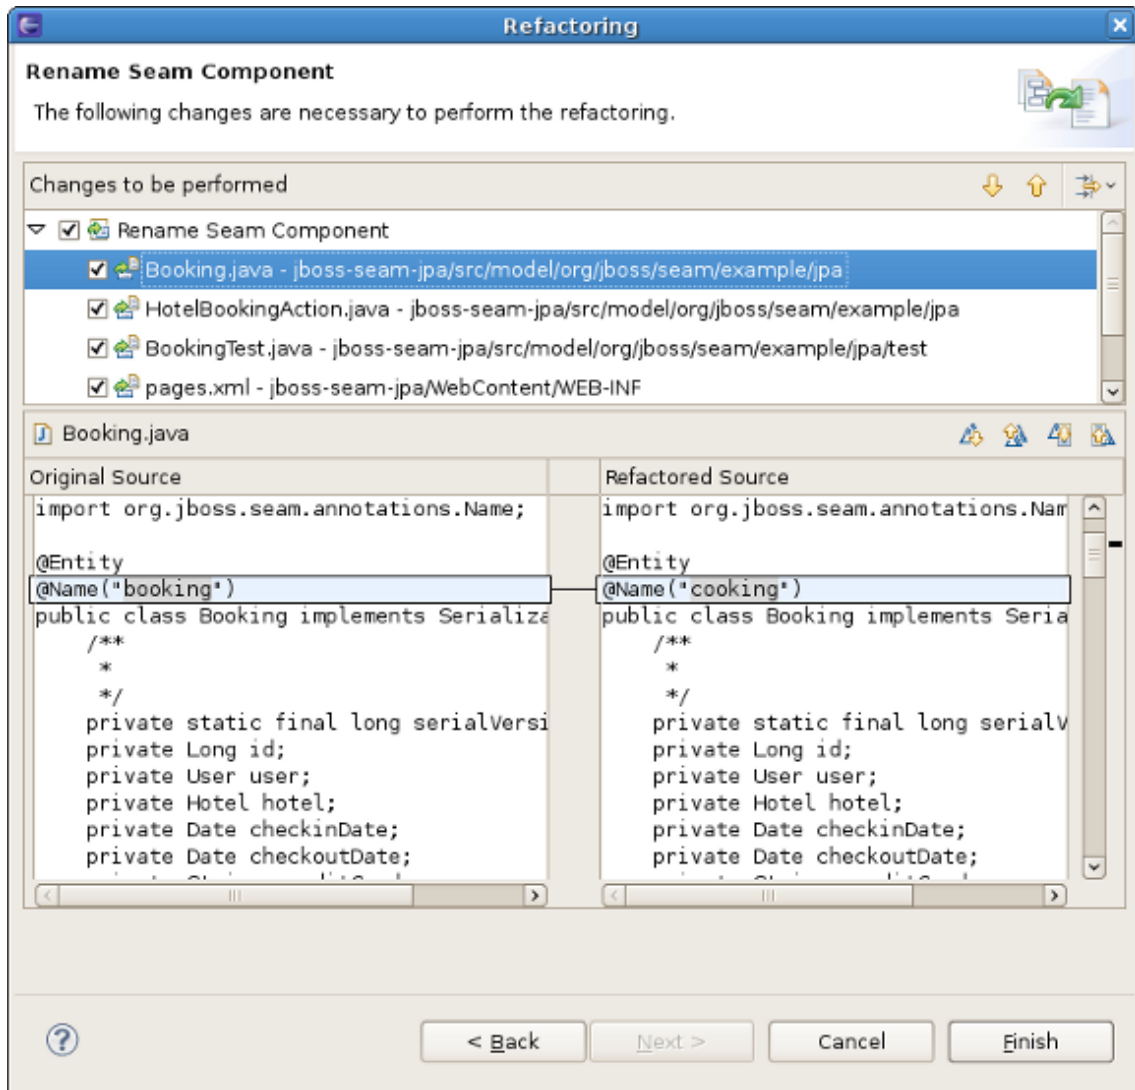 Refactoring
Rename Seam Component
The following changes are necessary to perform the refactoring.
Changes to be performed
Rename Seam Component
Booking.java - jboss-seam-jpa/src/model/org/jboss/seam/example/jpa
HotelBookingAction.java - jboss-seam-jpa/src/model/org/jboss/seam/example/jpa
BookingTest.java - jboss-seam-jpa/src/model/org/jboss/seam/example/jpa/test
pages.xml - jboss-seam-jpa/WebContent/WEB-INF
Booking.java
Original Source
import org.jboss.seam.annotations.Name;
@Entity
@Name("booking")
public class Booking implements Serializa
/**
*
*/
private static final long serialVersi
private Long id;
private User user;
private Hotel hotel;
private Date checkinDate;
private Date checkoutDate;
Refactored Source
import org.jboss.seam.annotations.Nam
@Entity
@Name("cooking")
public class Booking implements Seria
/**
*
*/
private static final long serialV
private Long id;
private User user;
private Hotel hotel;
private Date checkinDate;
private Date checkoutDate;
< Back
Next >
Cancel
Finish